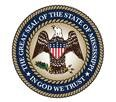 THE GREAT SEAL OF THE STATE OF MISSISSIPPI
IN GOD WE TRUST